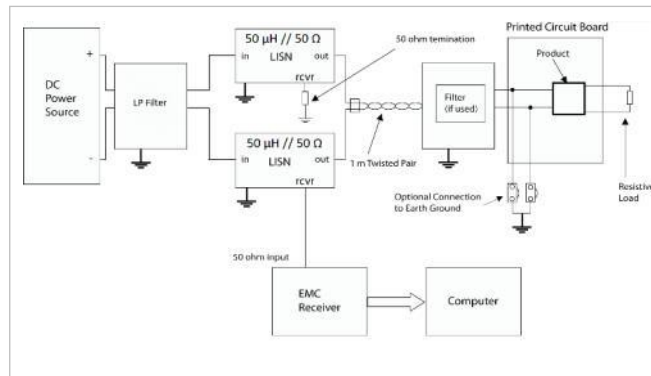 50 µH // 50 Ω
LISN
in
out
rcvr
50 ohm temination
Printed Circuit Board
Product
DC
Power
Source
+
-
LP Filter
Filter
(if used)
50 µH // 50 Ω
LISN
in
out
rcvr
1 m Twisted Pair
Resistive
Load
Optional Connection
to Earth Ground
50 ohm input
EMC
Receiver
Computer